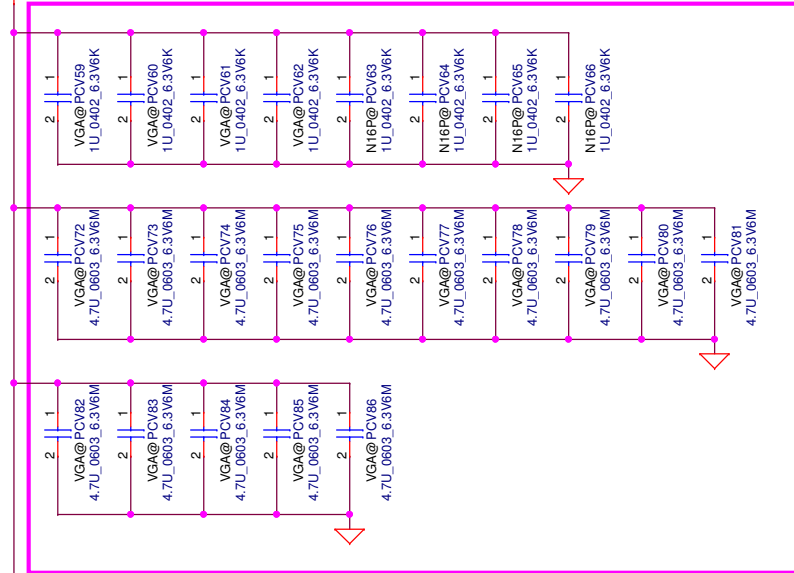 1
2
VGA@ PCV59
1U_0402_6.3V6K
1
2
VGA@ PCV60
1U_0402_6.3V6K
1
2
VGA@ PCV61
1U_0402_6.3V6K
1
2
VGA@ PCV62
1U_0402_6.3V6K
1
2
N16P@ PCV63
1U_0402_6.3V6K
1
2
N16P@ PCV64
1U_0402_6.3V6K
1
2
N16P@ PCV65
1U_0402_6.3V6K
1
2
N16P@ PCV66
1U_0402_6.3V6K
1
2
VGA@ PCV72
4.7U_0603_6.3V6M
1
2
VGA@ PCV73
4.7U_0603_6.3V6M
1
2
VGA@ PCV74
4.7U_0603_6.3V6M
1
2
VGA@ PCV75
4.7U_0603_6.3V6M
1
2
VGA@ PCV76
4.7U_0603_6.3V6M
1
2
VGA@ PCV77
4.7U_0603_6.3V6M
1
2
VGA@ PCV78
4.7U_0603_6.3V6M
1
2
VGA@ PCV79
4.7U_0603_6.3V6M
1
2
VGA@ PCV80
4.7U_0603_6.3V6M
1
2
VGA@ PCV81
4.7U_0603_6.3V6M
1
2
VGA@ PCV82
4.7U_0603_6.3V6M
1
2
VGA@ PCV83
4.7U_0603_6.3V6M
1
2
VGA@ PCV84
4.7U_0603_6.3V6M
1
2
VGA@ PCV85
4.7U_0603_6.3V6M
1
2
VGA@ PCV86
4.7U_0603_6.3V6M